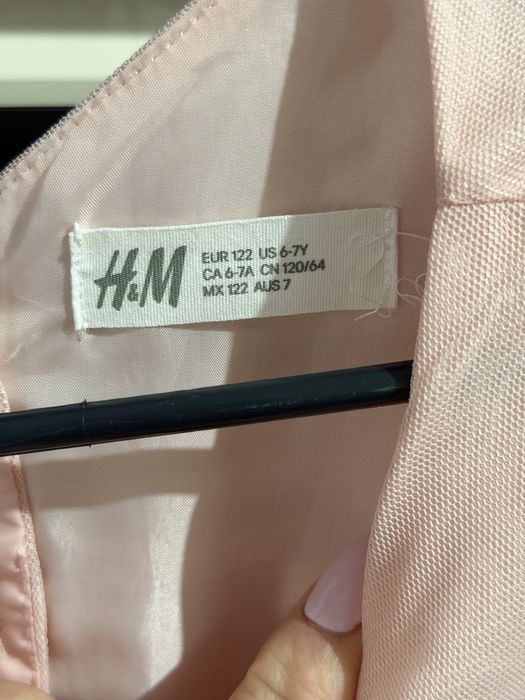 H&M
EUR 122 US 6-7Y
CA 6-7A CN 120/64
MX 122 AUS 7